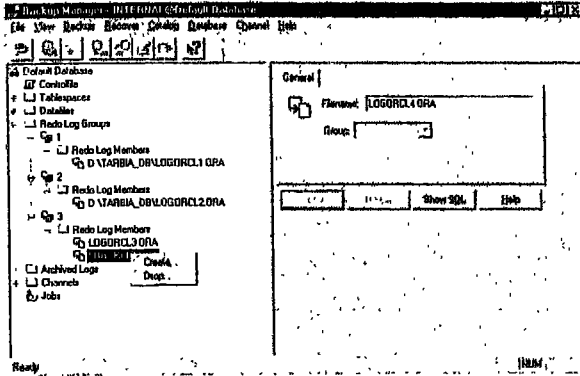 Backup Manager - INTERNAL@Default Database
File View Backup Recover Catalog Database Channel Help
Default Database
Controlfile
Tablespaces
Datafiles
Redo Log Groups
1
Redo Log Members
D:\TARBIA_DB\LOGORCL1.ORA
2
Redo Log Members
D:\TARBIA_DB\LOGORCL2.ORA
3
Redo Log Members
LOGORCL3.ORA
Create
Drop
Archived Logs
Channels
Jobs
General
Filename: LOGORCL4.ORA
Group:
Show SQL Help
Ready
NUM